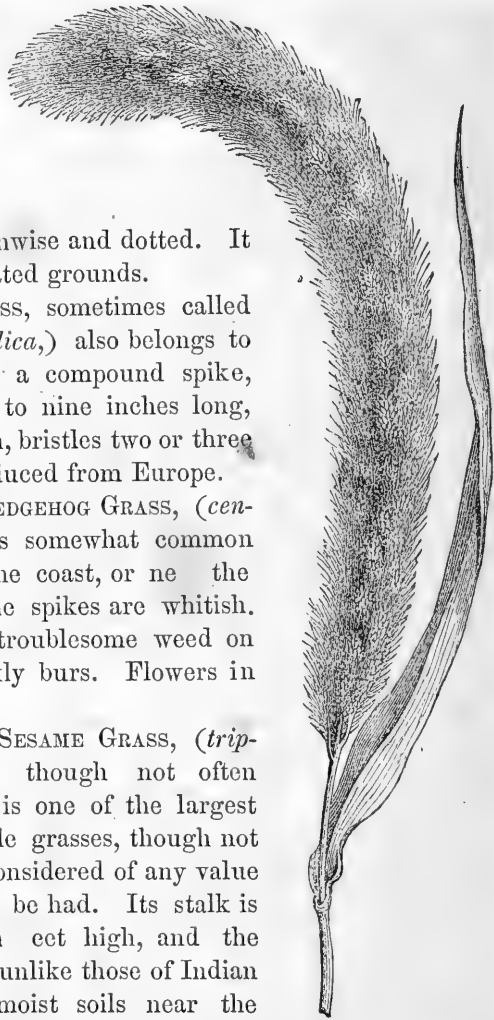 nwise and dotted. It
ted grounds.
ss, sometimes called
lica,) also belongs to
a compound spike,
to nine inches long,
, bristles two or three
uced from Europe.
EDGEHOG GRASS, (cen-
s somewhat common
ne coast, or ne the
e spikes are whitish.
troublesome weed on
kly burs. Flowers in
SESAME GRASS, (trip-
though not often
is one of the largest
le grasses, though not
onsidered of any value
be had. Its stalk is
eet high, and the
unlike those of Indian
moist soils near the